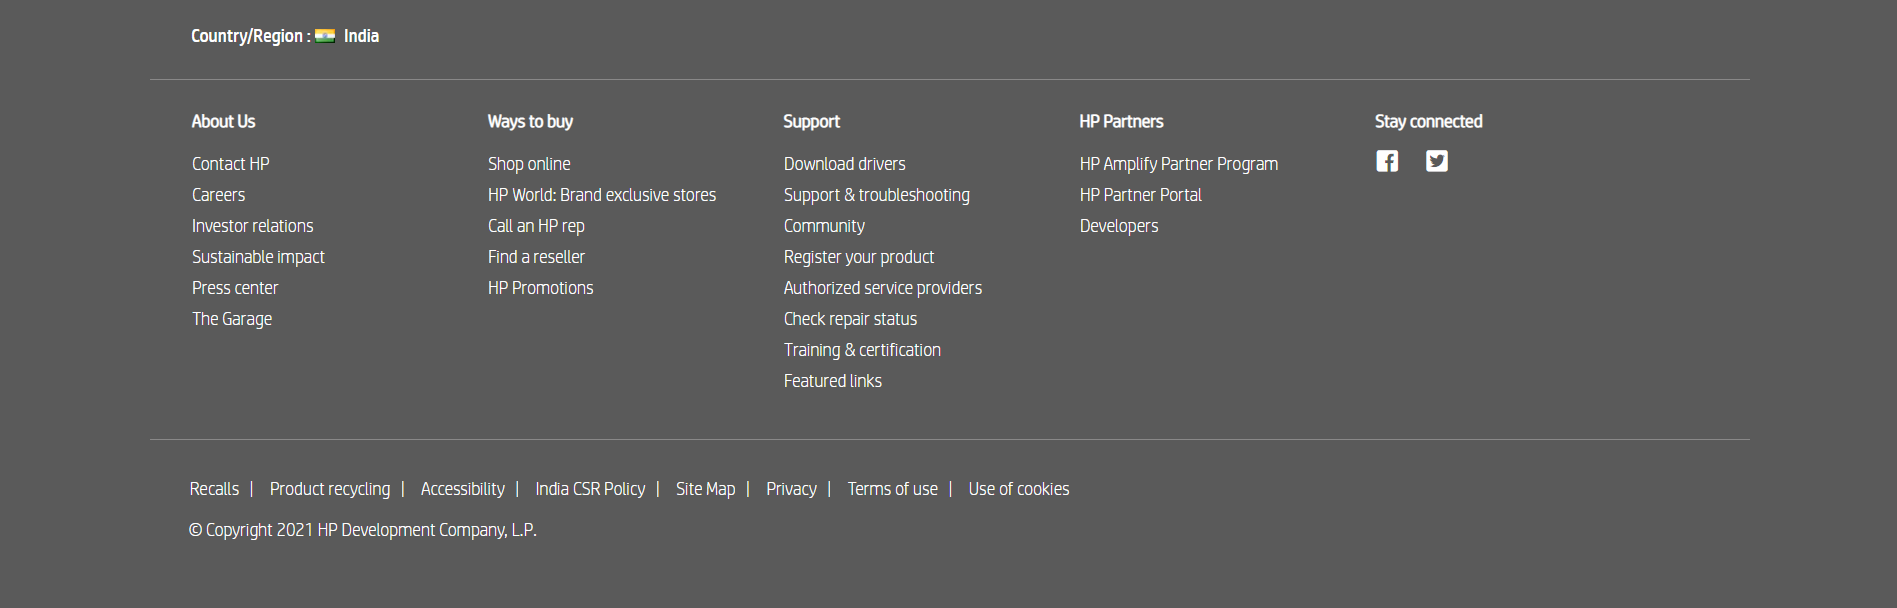 Country/Region : India
About Us
Contact HP
Careers
Investor relations
Sustainable impact
Press center
The Garage
Ways to buy
Shop online
HP World: Brand exclusive stores
Call an HP rep
Find a reseller
HP Promotions
Support
Download drivers
Support & troubleshooting
Community
Register your product
Authorized service providers
Check repair status
Training & certification
Featured links
HP Partners
HP Amplify Partner Program
HP Partner Portal
Developers
Stay connected
Recalls | Product recycling | Accessibility | India CSR Policy | Site Map | Privacy | Terms of use | Use of cookies
© Copyright 2021 HP Development Company, L.P.